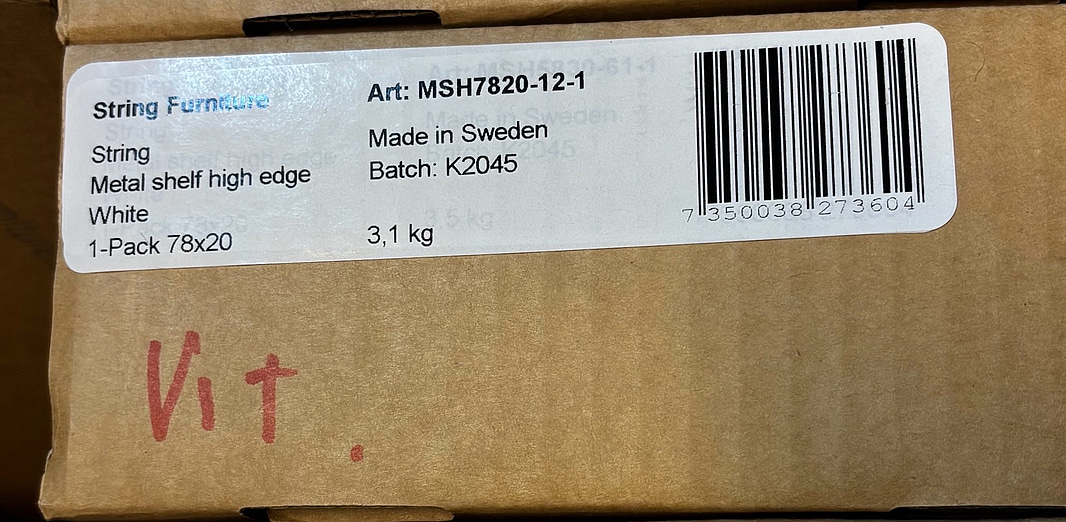 String Furniture
String
Metal shelf high edge
White
1-Pack 78x20
Art: MSH7820-12-1
Made in Sweden
Batch: K2045
3,1 kg
7 350038 273604
Vit.